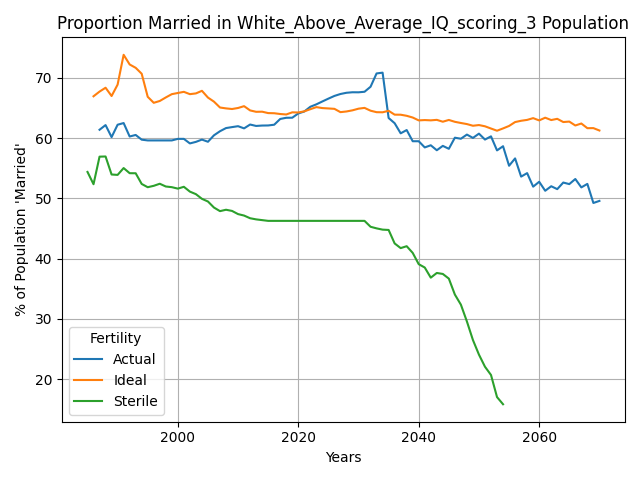 Proportion Married in White_Above_Average_IQ_scoring_3 Population
% of Population 'Married'
70
60
50
40
30
20
Fertility
Actual
Ideal
Sterile
2000
2020
2040
2060
Years